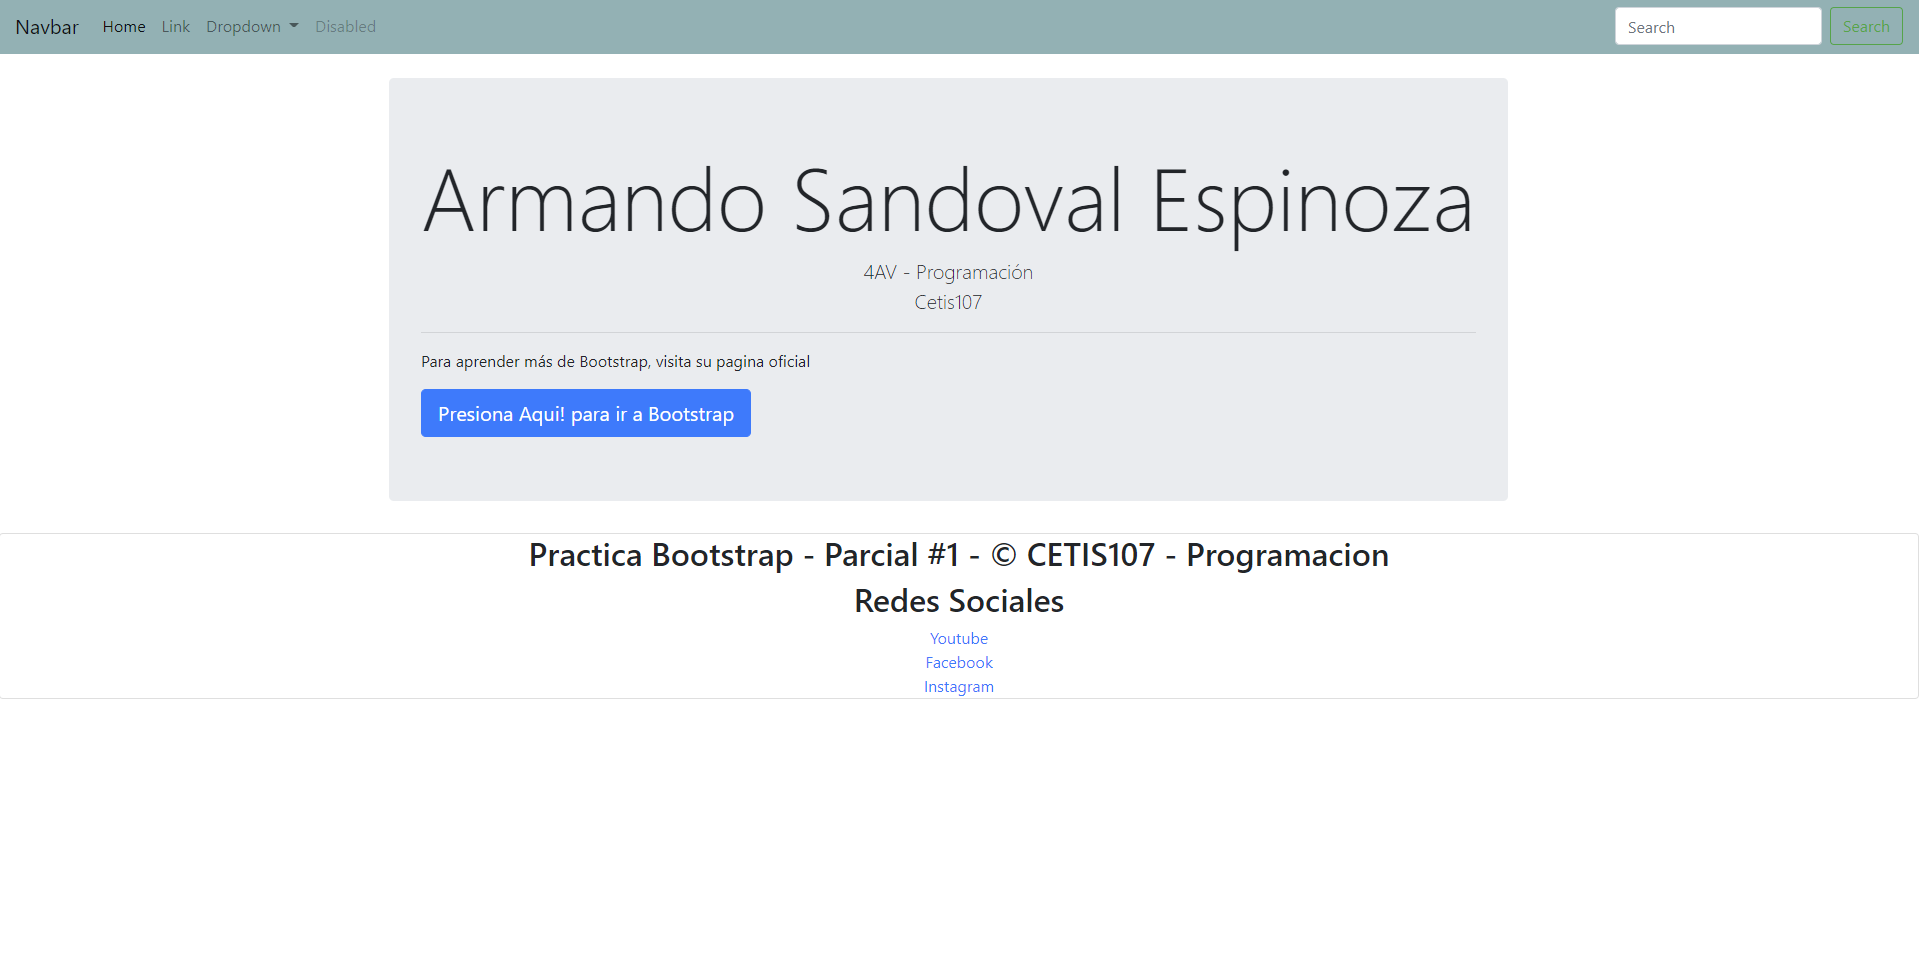 Navbar Home Link Dropdown Disabled Search Search
Armando Sandoval Espinoza
4AV - Programación
Cetis107
Para aprender más de Bootstrap, visita su pagina oficial
Presiona Aqui! para ir a Bootstrap
Practica Bootstrap - Parcial #1 - © CETIS107 - Programacion
Redes Sociales
Youtube
Facebook
Instagram